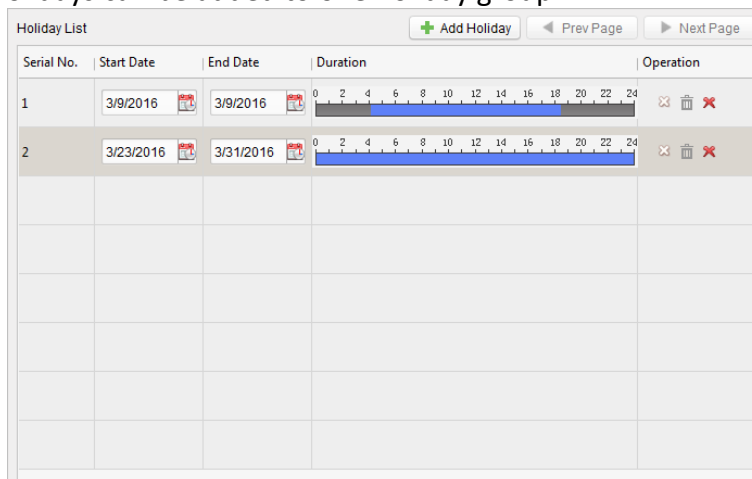 Holiday List Add Holiday Prev Page Next Page
Serial No. Start Date End Date Duration Operation
0 2 4 6 8 10 12 14 16 18 20 22 24
1 3/9/2016 3/9/2016
0 2 4 6 8 10 12 14 16 18 20 22 24
2 3/23/2016 3/31/2016